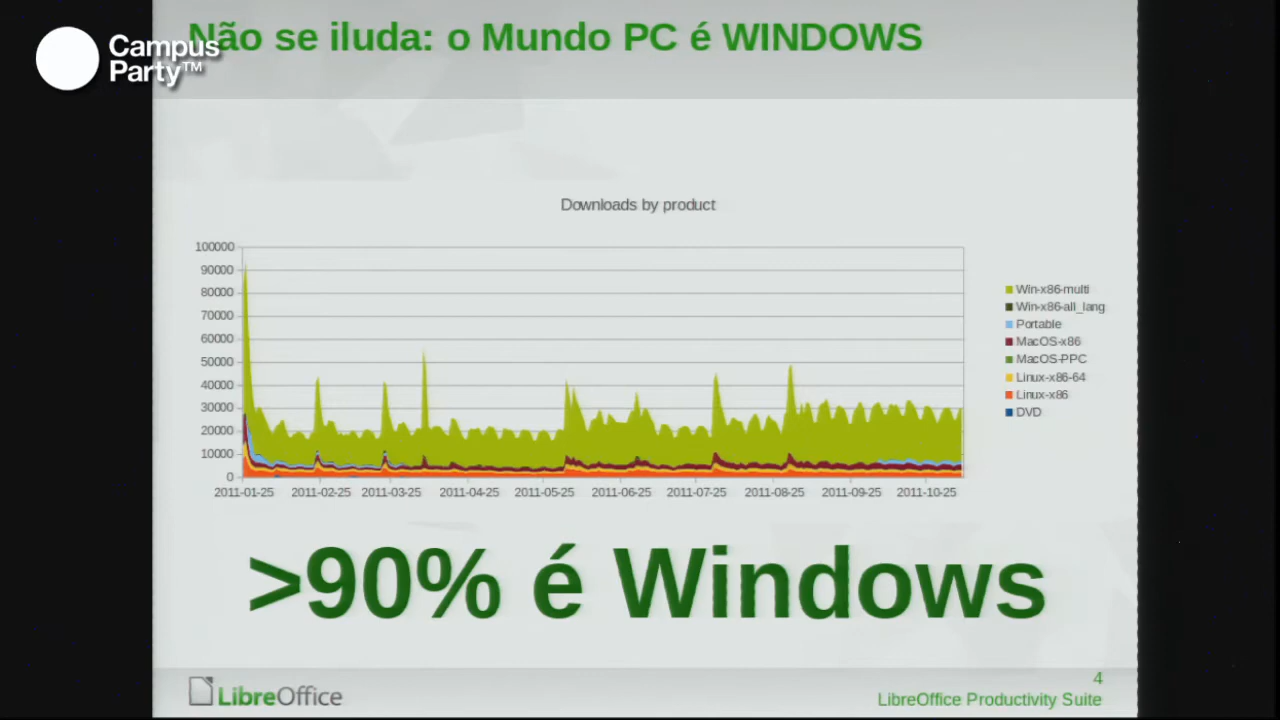 Não se iluda: o Mundo PC é WINDOWS
Campus
Party™
Downloads by product
100000
90000
80000
70000
60000
50000
40000
30000
20000
10000
0
2011-01-25 2011-02-25 2011-03-25 2011-04-25 2011-05-25 2011-06-25 2011-07-25 2011-08-25 2011-09-25 2011-10-25
Win-x86-multi
Win-x86-all_lang
Portable
MacOS-x86
MacOS-PPC
Linux-x86-64
Linux-x86
DVD
>90% é Windows
LibreOffice
4
LibreOffice Productivity Suite